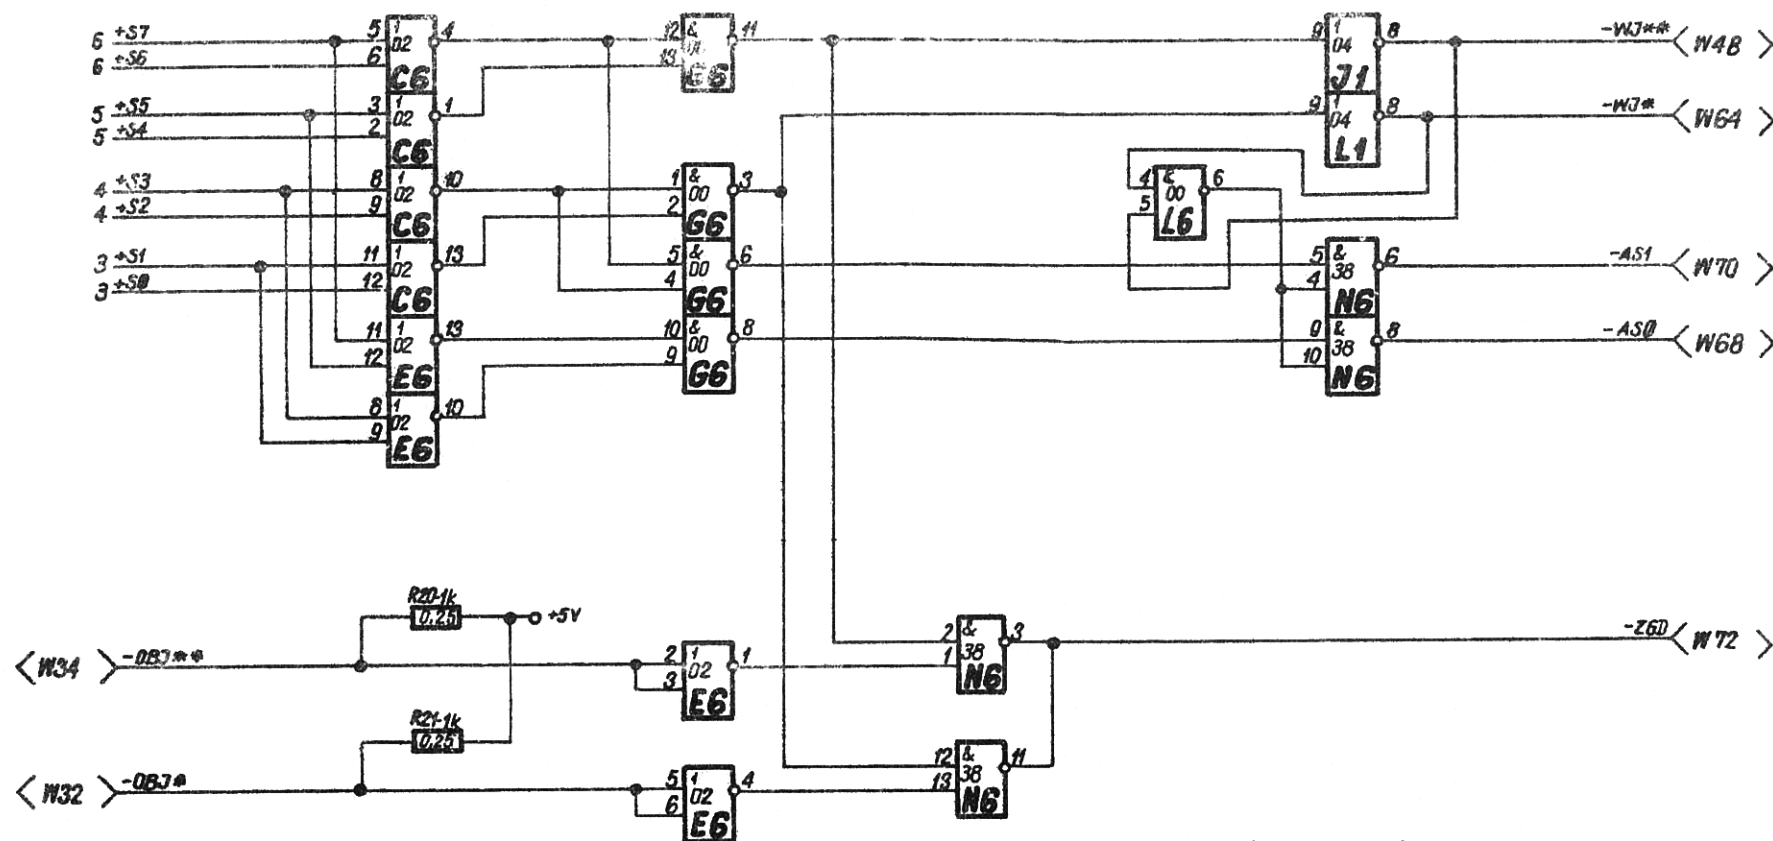 6 +S7 5 1 02 4 12 & 00 11 9 1 04 8 -WJ** W48
6 +S6 6 C6 13 G6 J1
5 +S5 3 1 02 1 9 1 04 8 -WJ* W64
5 +S4 2 C6 L1
4 +S3 8 1 02 10 1 & 00 3 4 & 00 6
4 +S2 9 C6 2 G6 5 L6
3 +S1 11 1 02 13 5 & 00 6 5 & 38 6 -AS1 W70
3 +S0 12 C6 4 G6 4 N6
11 1 02 13 10 & 00 8 9 & 38 8 -AS0 W68
12 E6 9 G6 10 N6
8 1 02 10
9 E6
R20-1k
0.25 +5V
2 & 38 3 -ZGD W72
W34 -OBJ** 2 1 02 1 1 N6
3 E6
R21-1k
0.25
12 & 38 11
W32 -OBJ* 5 1 02 4 13 N6
6 E6